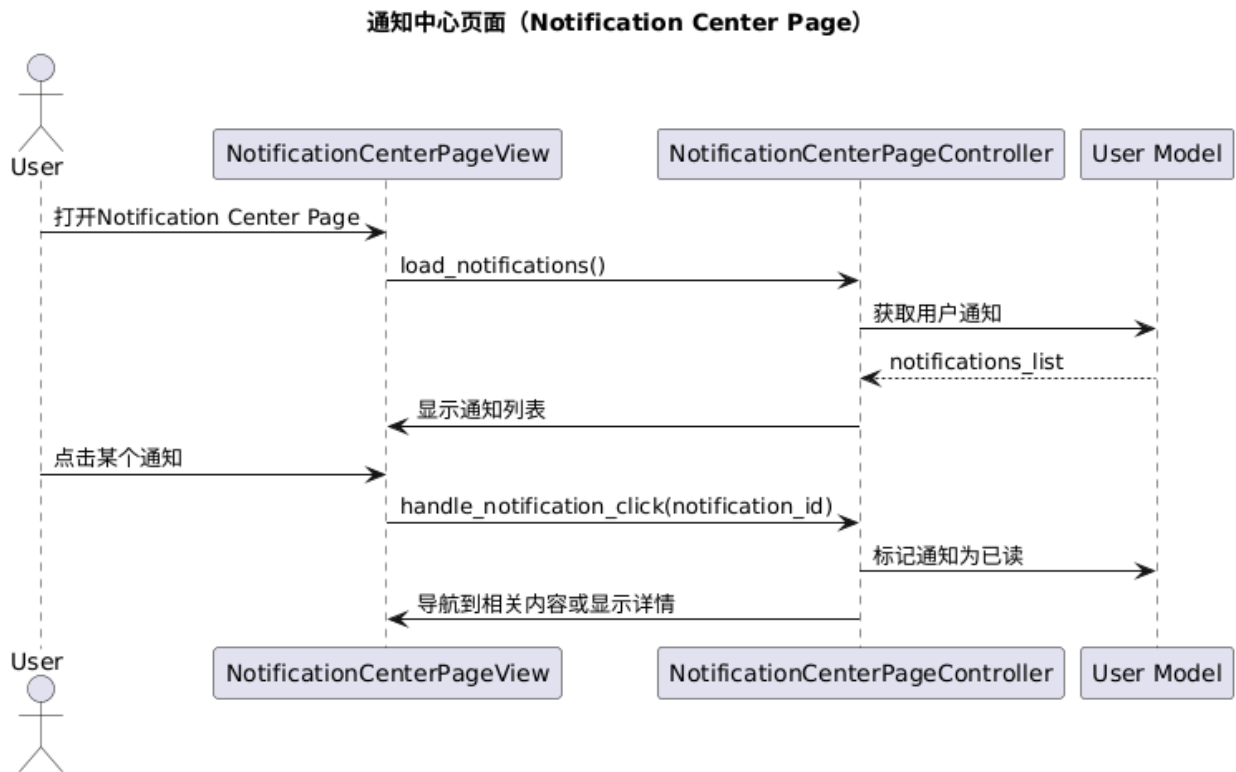 通知中心页面（Notification Center Page）
User
NotificationCenterPageView
NotificationCenterPageController
User Model
打开Notification Center Page
load_notifications()
获取用户通知
notifications_list
显示通知列表
点击某个通知
handle_notification_click(notification_id)
标记通知为已读
导航到相关内容或显示详情
User
NotificationCenterPageView
NotificationCenterPageController
User Model